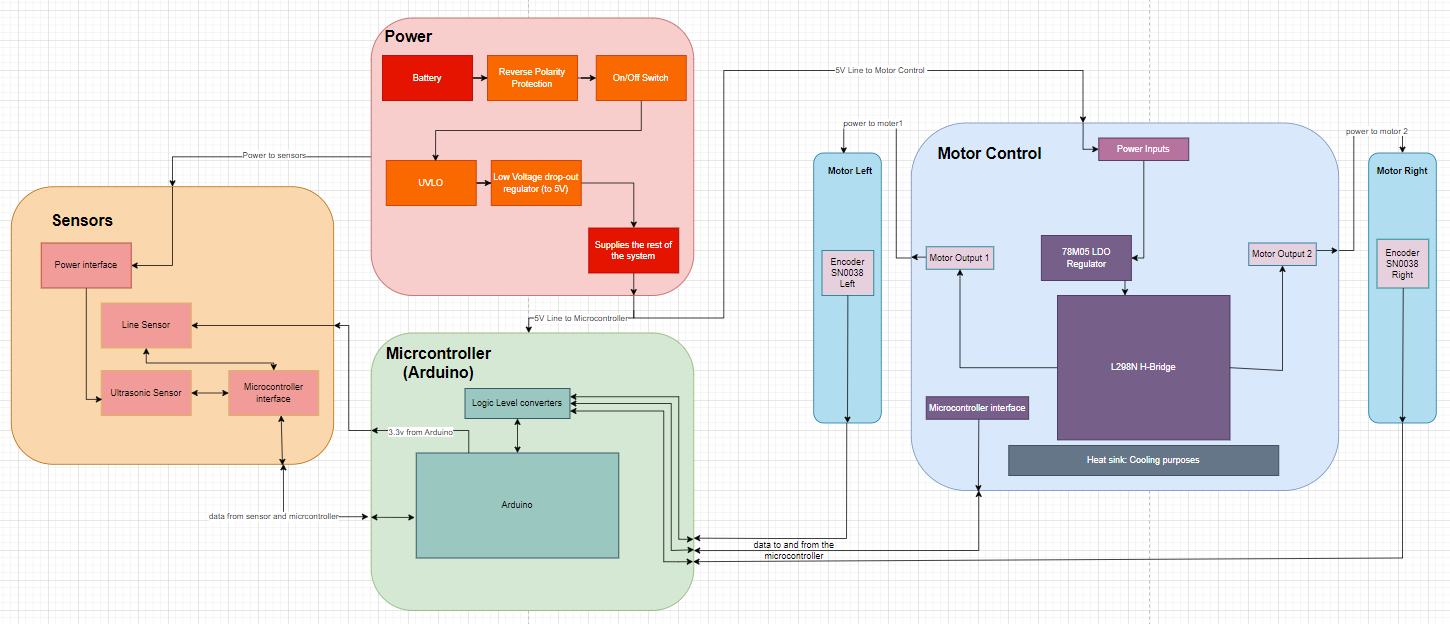 Power
Battery
Reverse Polarity
Protection
On/Off Switch
UVLO
Low Voltage drop-out
regulator (to 5V)
Supplies the rest of
the system
Power to sensors
5V Line to Motor Control
5V Line to Microcontroller
Sensors
Power interface
Line Sensor
Ultrasonic Sensor
Microcontroller
interface
data from sensor and micrcontroller
Micrcontroller
(Arduino)
Logic Level converters
3.3v from Arduino
Arduino
power to moter1
Motor Left
Encoder
SN0038
Left
Motor Control
Power Inputs
Motor Output 1
78M05 LDO
Regulator
Motor Output 2
L298N H-Bridge
Microcontroller interface
Heat sink: Cooling purposes
power to motor 2
Motor Right
Encoder
SN0038
Right
data to and from the
microcontroller